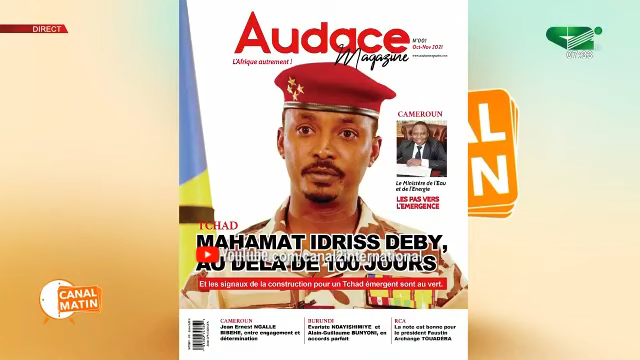 DIRECT
Audace
Magazine
L'Afrique autrement !
N°001
Oct-Nov 2021
CAMEROUN
Le Ministère de l'Eau
et de l'Energie
LES PAS VERS
L'EMERGENCE
AL
TIN
TCHAD
MAHAMAT IDRISS DEBY,
AU DELA DE 100 JOURS
YouTube.com/canal2international
Et les signaux de la construction pour un Tchad émergent sont au vert.
CANAL
MATIN
CAMEROUN
Jean Ernest NGALLE
BIBEHE, entre engagement et
détermination
BURUNDI
Evariste NDAYISHIMIYE et
Alain-Guillaume BUNYONI, en
accords parfait
RCA
La note est bonne pour
le président Faustin
Archange TOUADERA